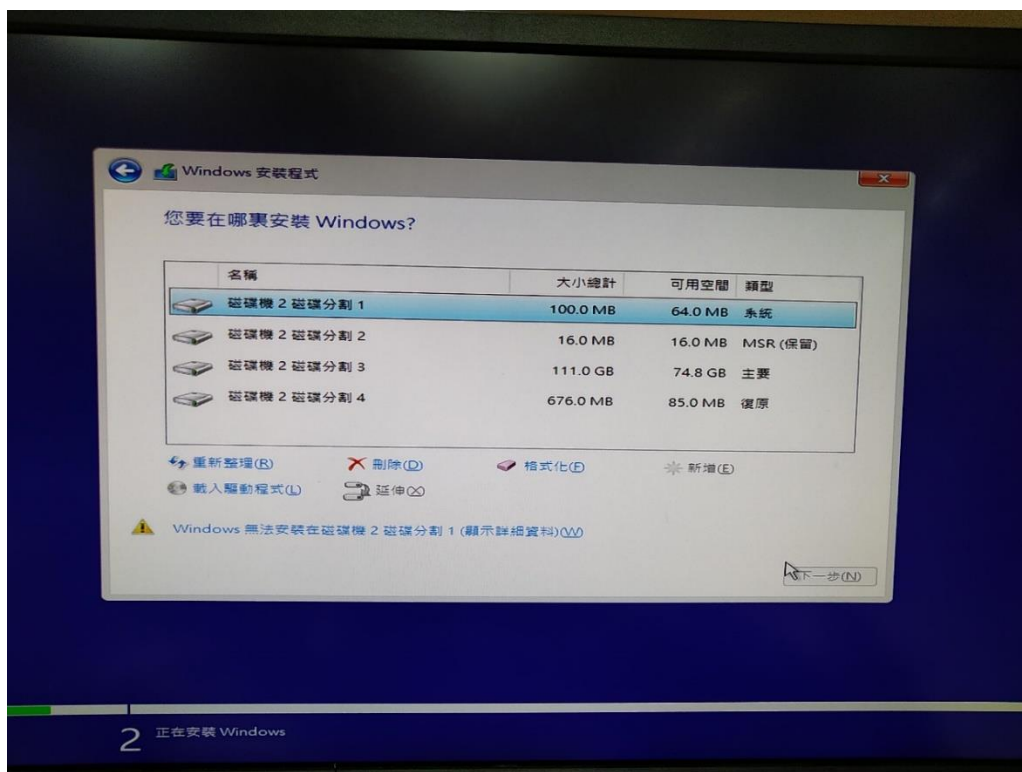 Windows 安裝程式
您要在哪裏安裝 Windows?
名稱 大小總計 可用空間 類型
磁碟機 2 磁碟分割 1 100.0 MB 64.0 MB 系統
磁碟機 2 磁碟分割 2 16.0 MB 16.0 MB MSR (保留)
磁碟機 2 磁碟分割 3 111.0 GB 74.8 GB 主要
磁碟機 2 磁碟分割 4 676.0 MB 85.0 MB 復原
重新整理(R) 刪除(D) 格式化(F) 新增(E)
載入驅動程式(L) 延伸(X)
Windows 無法安裝在磁碟機 2 磁碟分割 1 (顯示詳細資料)(W)
下一步(N)
2 正在安裝 Windows